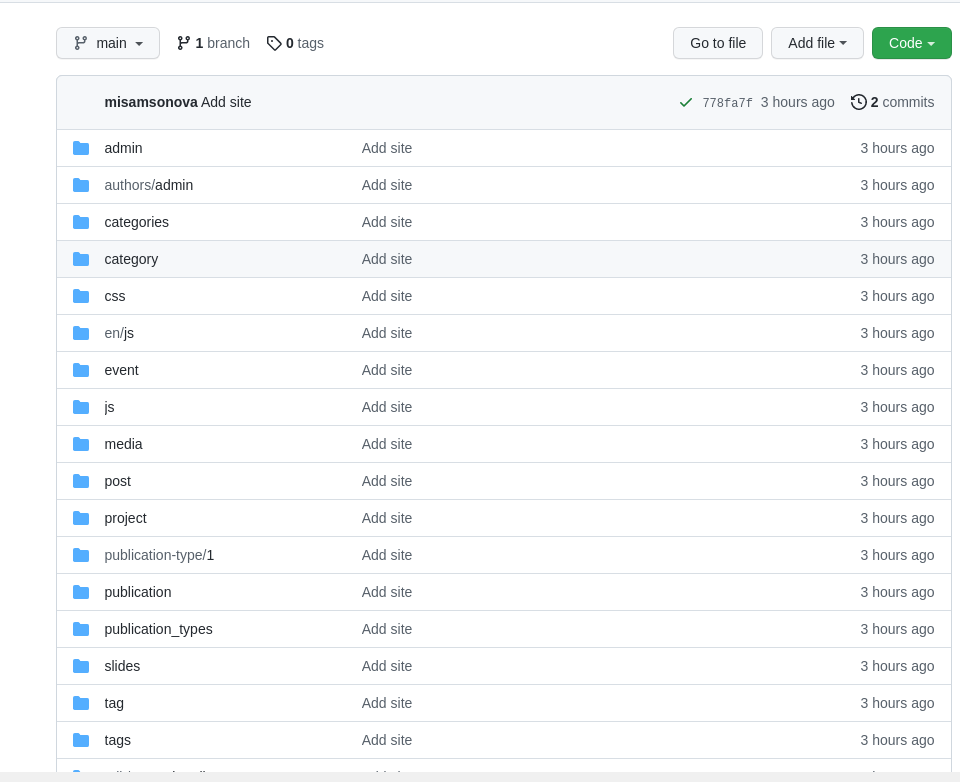 main 1 branch 0 tags Go to file Add file Code
misamsonova Add site 778fa7f 3 hours ago 2 commits
admin Add site 3 hours ago
authors/admin Add site 3 hours ago
categories Add site 3 hours ago
category Add site 3 hours ago
css Add site 3 hours ago
en/js Add site 3 hours ago
event Add site 3 hours ago
js Add site 3 hours ago
media Add site 3 hours ago
post Add site 3 hours ago
project Add site 3 hours ago
publication-type/1 Add site 3 hours ago
publication Add site 3 hours ago
publication_types Add site 3 hours ago
slides Add site 3 hours ago
tag Add site 3 hours ago
tags Add site 3 hours ago